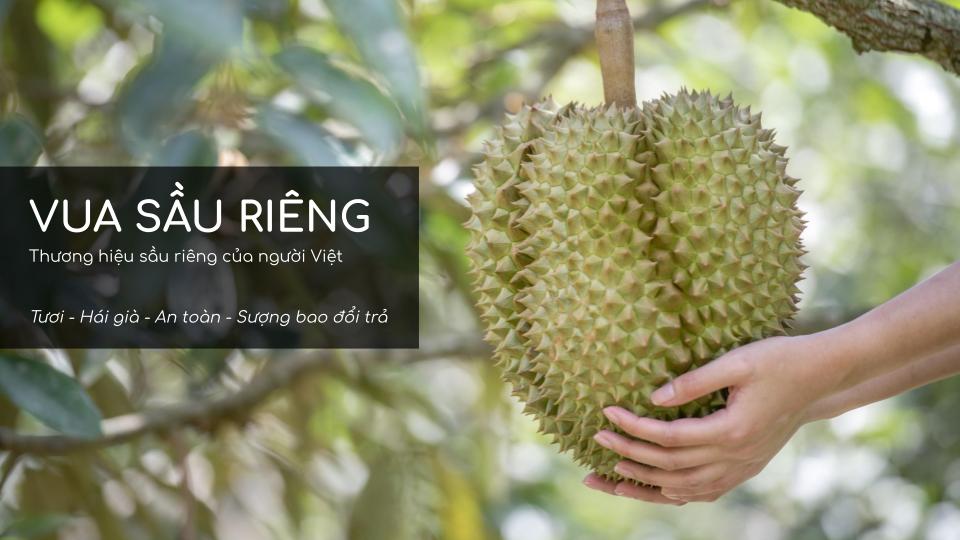 VUA SẦU RIÊNG
Thương hiệu sầu riêng của người Việt
Tươi - Hái già - An toàn - Sượng bao đổi trả